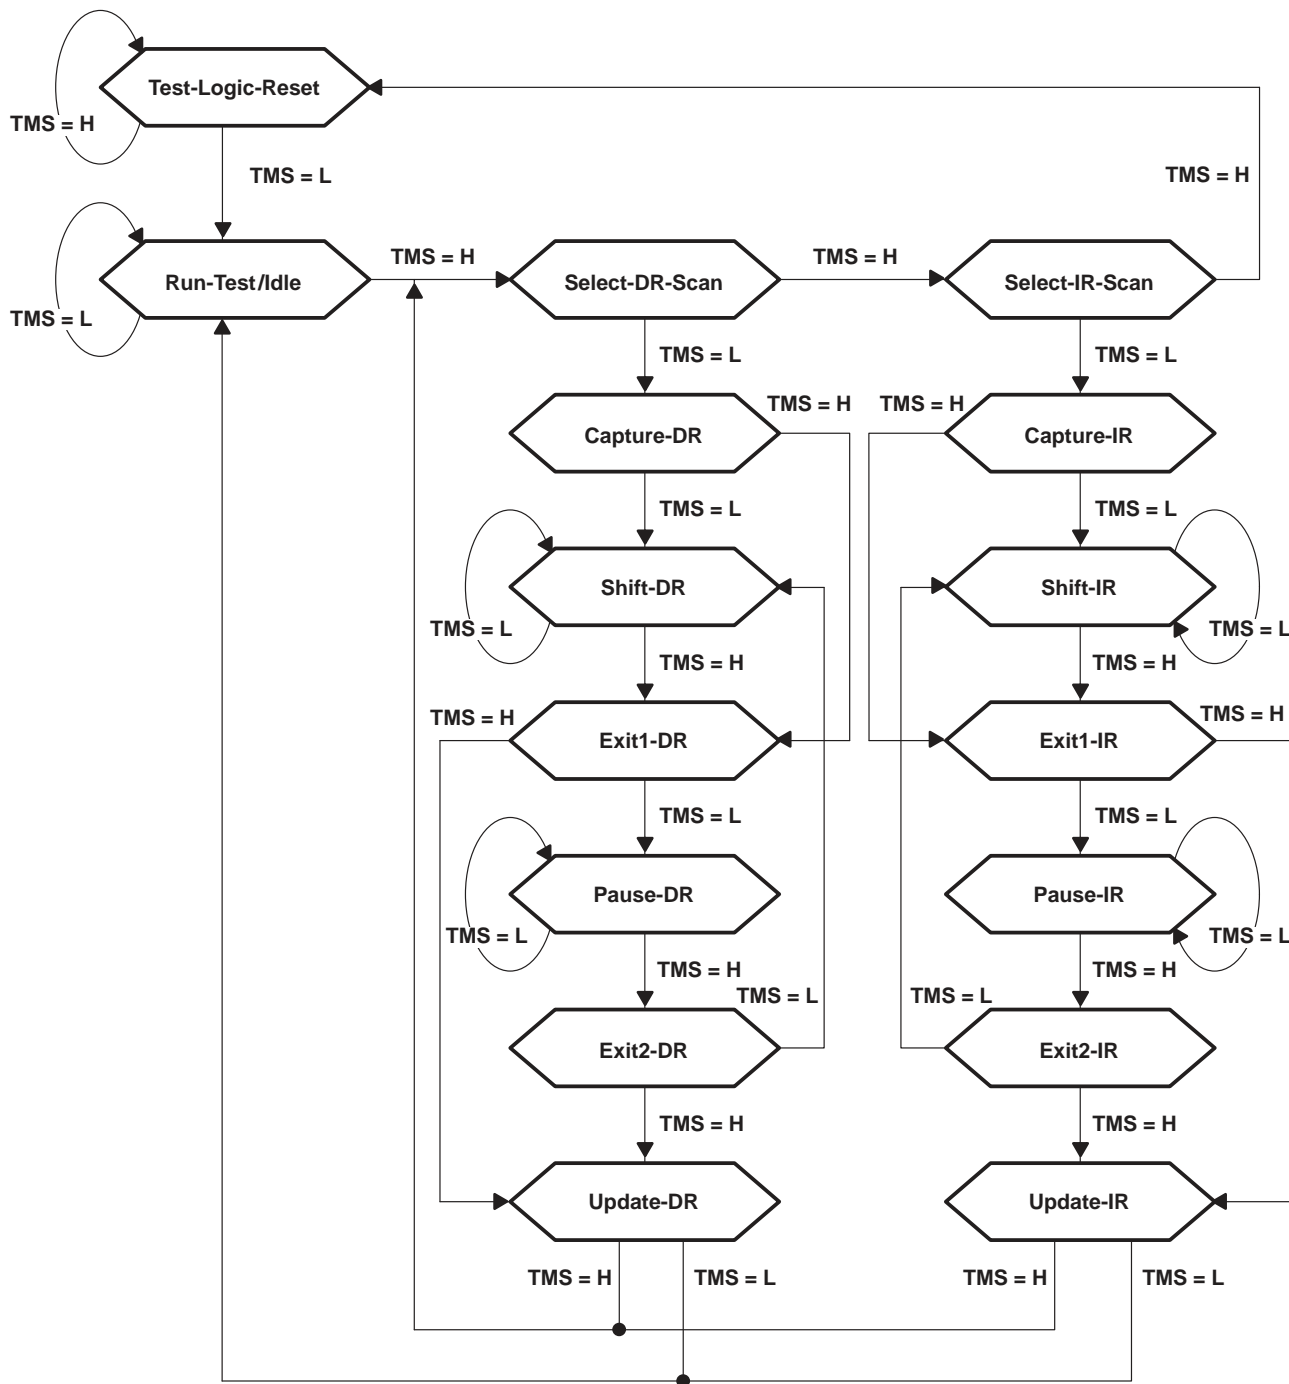 Test-Logic-Reset
TMS = H
TMS = L
TMS = H
TMS = H
TMS = H
Run-Test/Idle
Select-DR-Scan
Select-IR-Scan
TMS = L
TMS = L
TMS = L
TMS = H
TMS = H
Capture-DR
Capture-IR
TMS = L
TMS = L
Shift-DR
Shift-IR
TMS = L
TMS = L
TMS = H
TMS = H
TMS = H
TMS = H
Exit1-DR
Exit1-IR
TMS = L
TMS = L
Pause-DR
Pause-IR
TMS = L
TMS = L
TMS = H
TMS = H
TMS = L
TMS = L
Exit2-DR
Exit2-IR
TMS = H
TMS = H
Update-DR
Update-IR
TMS = H
TMS = L
TMS = H
TMS = L